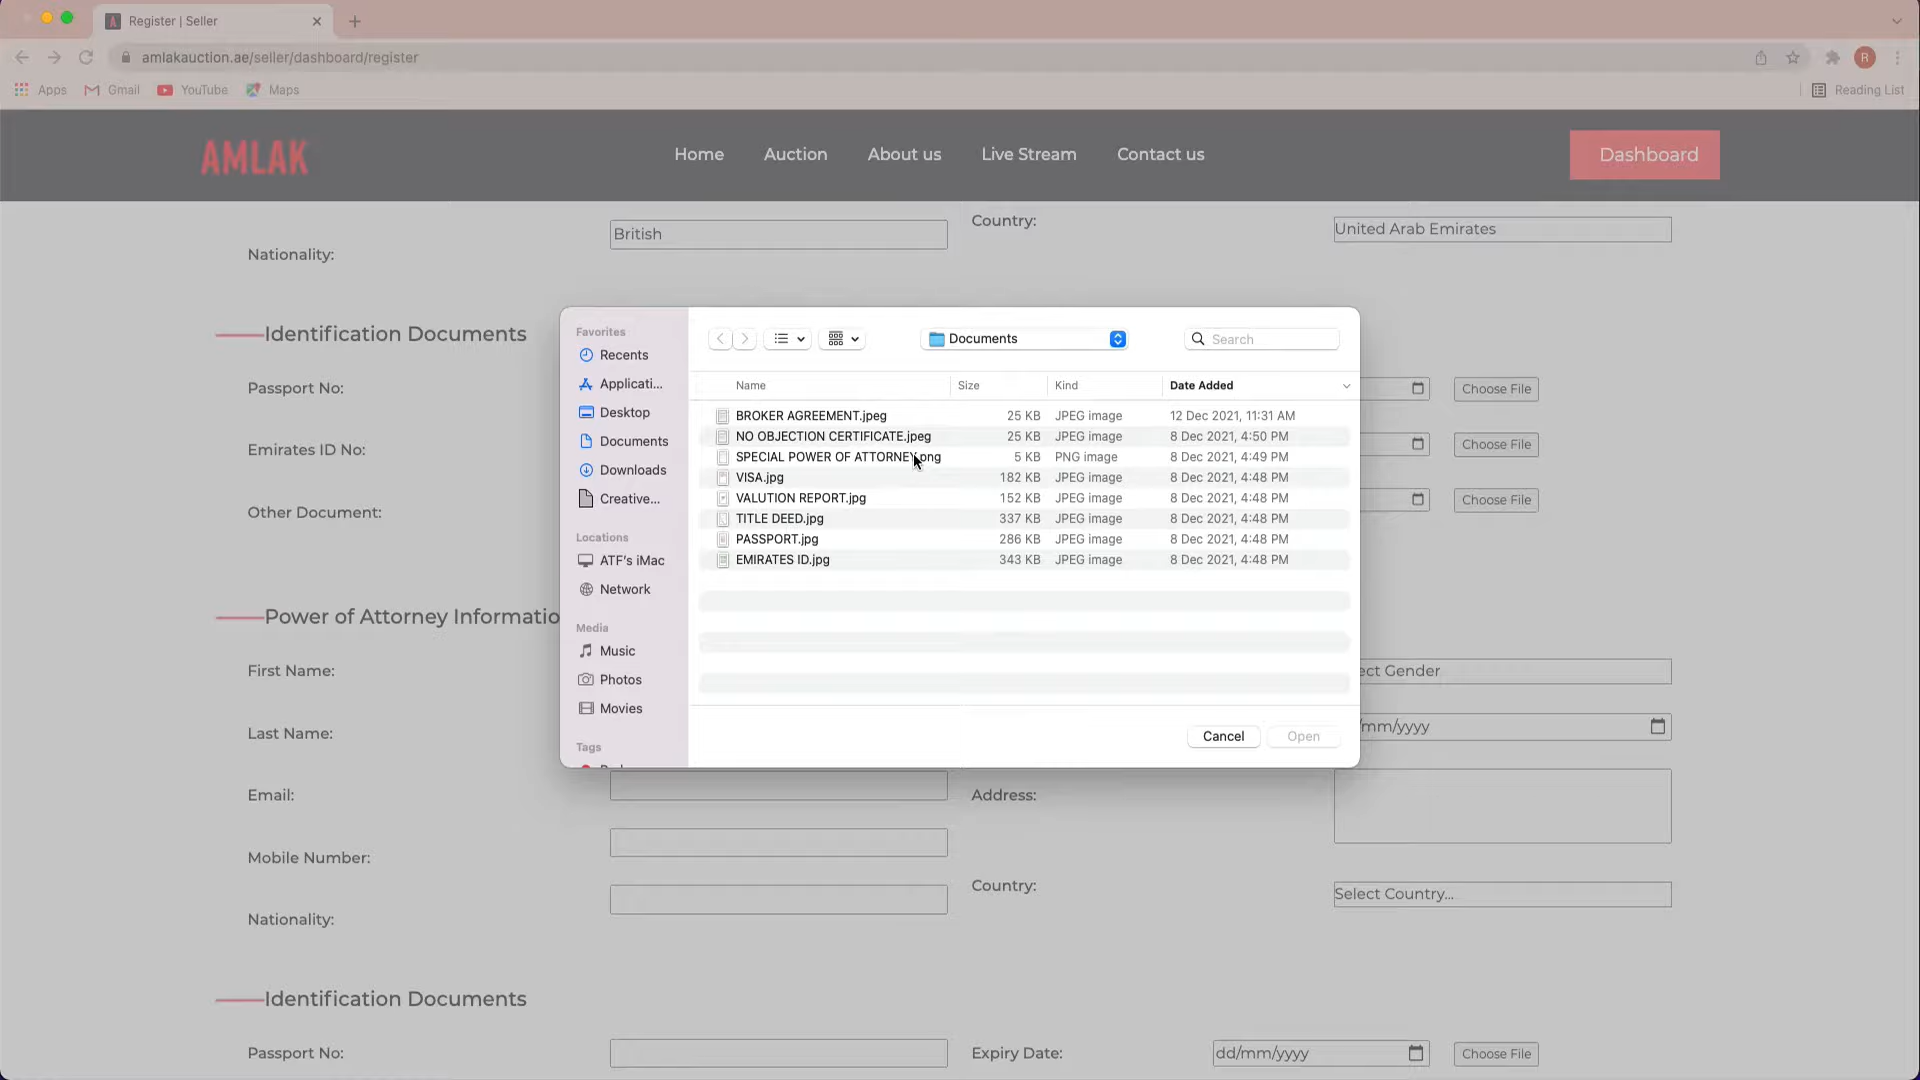 Register | Seller
amlakauction.ae/seller/dashboard/register
R
Apps
Gmail
YouTube
Maps
Reading List
AMLAK
Home
Auction
About us
Live Stream
Contact us
Dashboard
Nationality:
British
Country:
United Arab Emirates
Identification Documents
Passport No:
Choose File
Emirates ID No:
Choose File
Other Document:
Choose File
Favorites
Recents
Applicati...
Desktop
Documents
Downloads
Creative...
Locations
ATF's iMac
Network
Media
Music
Photos
Movies
Tags
Documents
Search
Name Size Kind Date Added
BROKER AGREEMENT.jpeg 25 KB JPEG image 12 Dec 2021, 11:31 AM
NO OBJECTION CERTIFICATE.jpeg 25 KB JPEG image 8 Dec 2021, 4:50 PM
SPECIAL POWER OF ATTORNEY.png 5 KB PNG image 8 Dec 2021, 4:49 PM
VISA.jpg 182 KB JPEG image 8 Dec 2021, 4:48 PM
VALUTION REPORT.jpg 152 KB JPEG image 8 Dec 2021, 4:48 PM
TITLE DEED.jpg 337 KB JPEG image 8 Dec 2021, 4:48 PM
PASSPORT.jpg 286 KB JPEG image 8 Dec 2021, 4:48 PM
EMIRATES ID.jpg 343 KB JPEG image 8 Dec 2021, 4:48 PM
Cancel
Open
Power of Attorney Informatio
First Name:
ect Gender
Last Name:
/mm/yyyy
Email:
Address:
Mobile Number:
Country:
Select Country...
Nationality:
Identification Documents
Passport No:
Expiry Date:
dd/mm/yyyy
Choose File